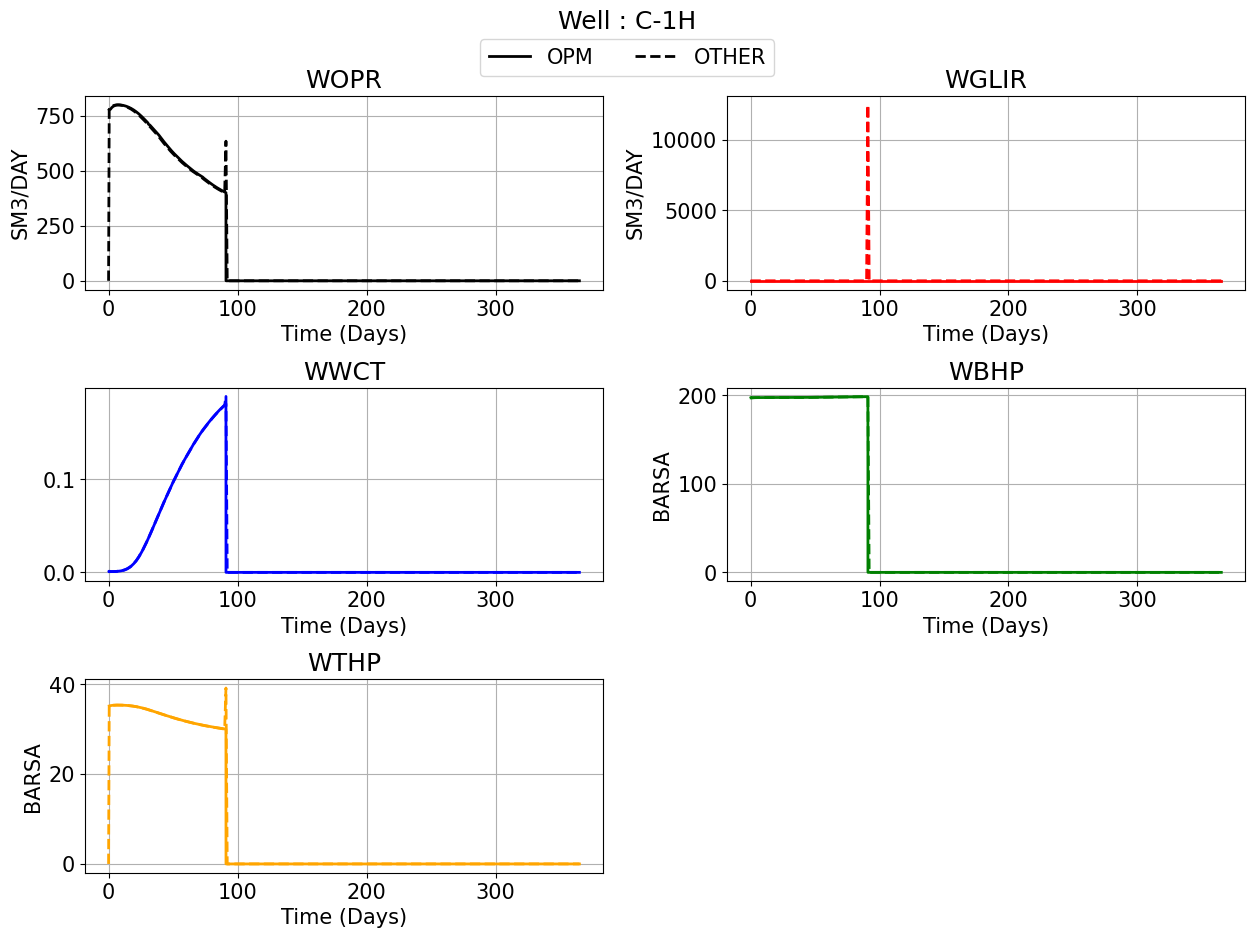 Well : C-1H
OPM OTHER
WOPR
SM3/DAY
750
500
250
0
0 100 200 300
Time (Days)
WGLIR
SM3/DAY
10000
5000
0
0 100 200 300
Time (Days)
WWCT
0.1
0.0
0 100 200 300
Time (Days)
WBHP
BARSA
200
100
0
0 100 200 300
Time (Days)
WTHP
BARSA
40
20
0
0 100 200 300
Time (Days)